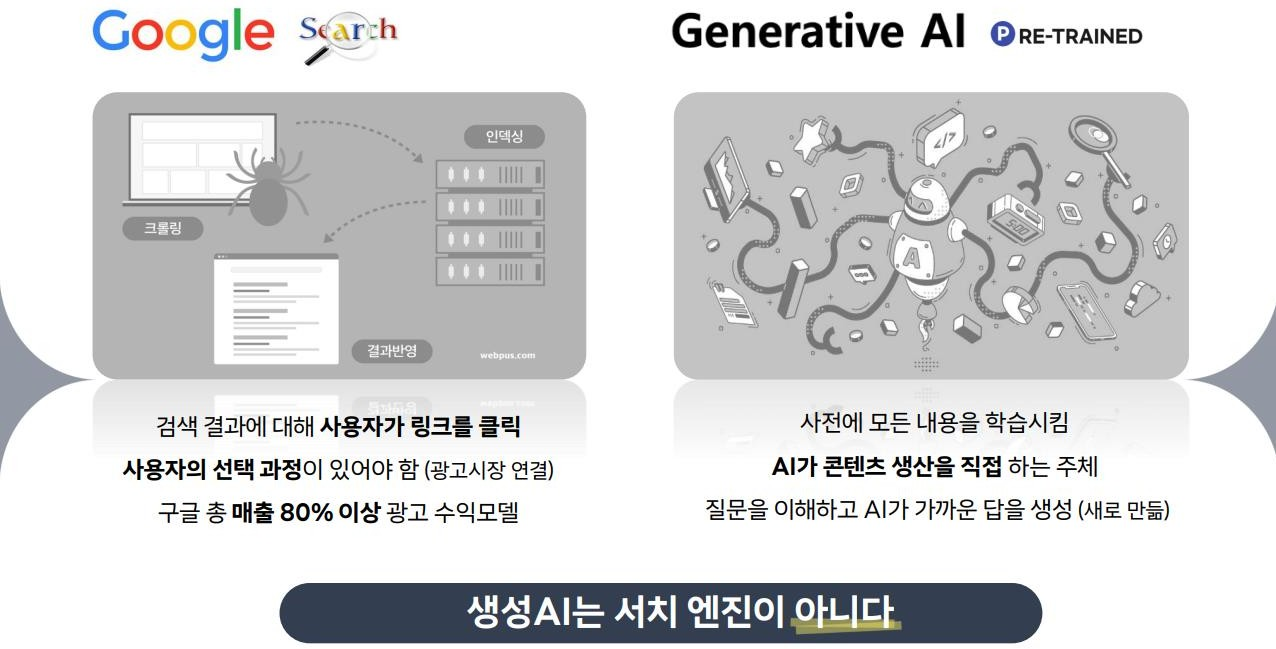 Google Search
Generative AI PRE-TRAINED
인덱싱
크롤링
결과반영
webpus.com
</>
5:00
A
검색 결과에 대해 사용자가 링크를 클릭
사용자의 선택 과정이 있어야 함 (광고시장 연결)
구글 총 매출 80% 이상 광고 수익모델
사전에 모든 내용을 학습시킴
AI가 콘텐츠 생산을 직접 하는 주체
질문을 이해하고 AI가 가까운 답을 생성 (새로 만듦)
생성AI는 서치 엔진이 아니다